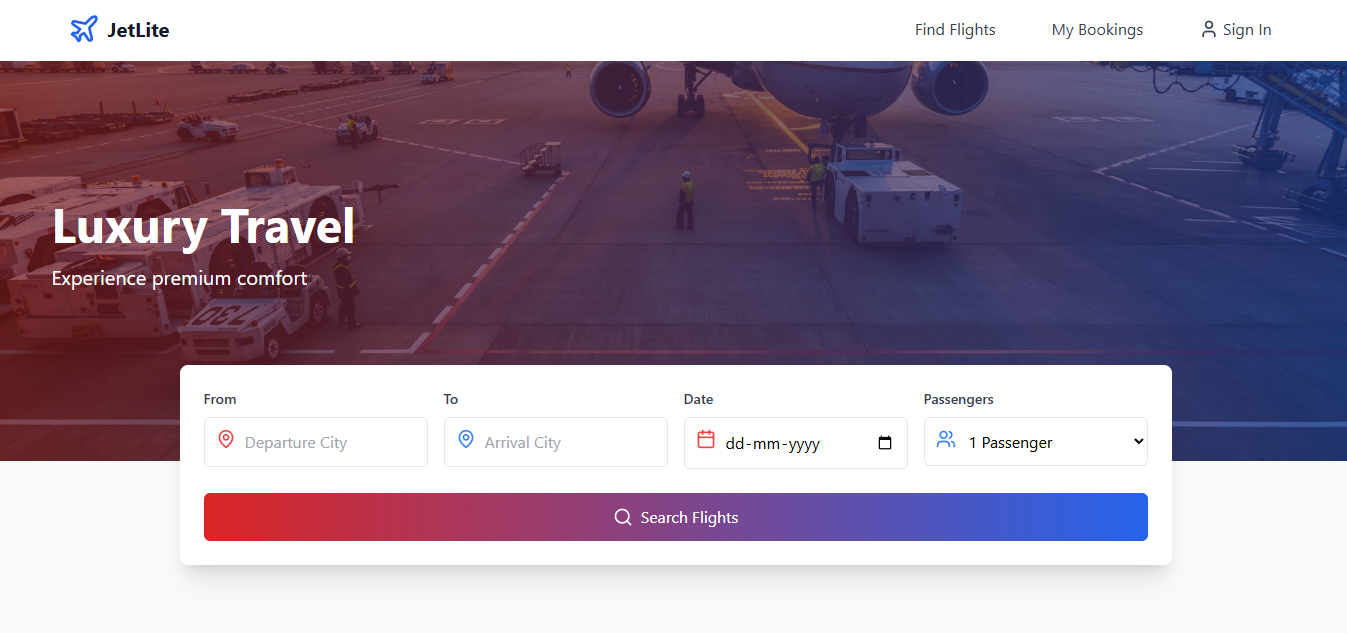 JetLite
Find Flights
My Bookings
Sign In
Luxury Travel
Experience premium comfort
730
From
To
Date
Passengers
Departure City
Arrival City
dd-mm-yyyy
1 Passenger
Search Flights